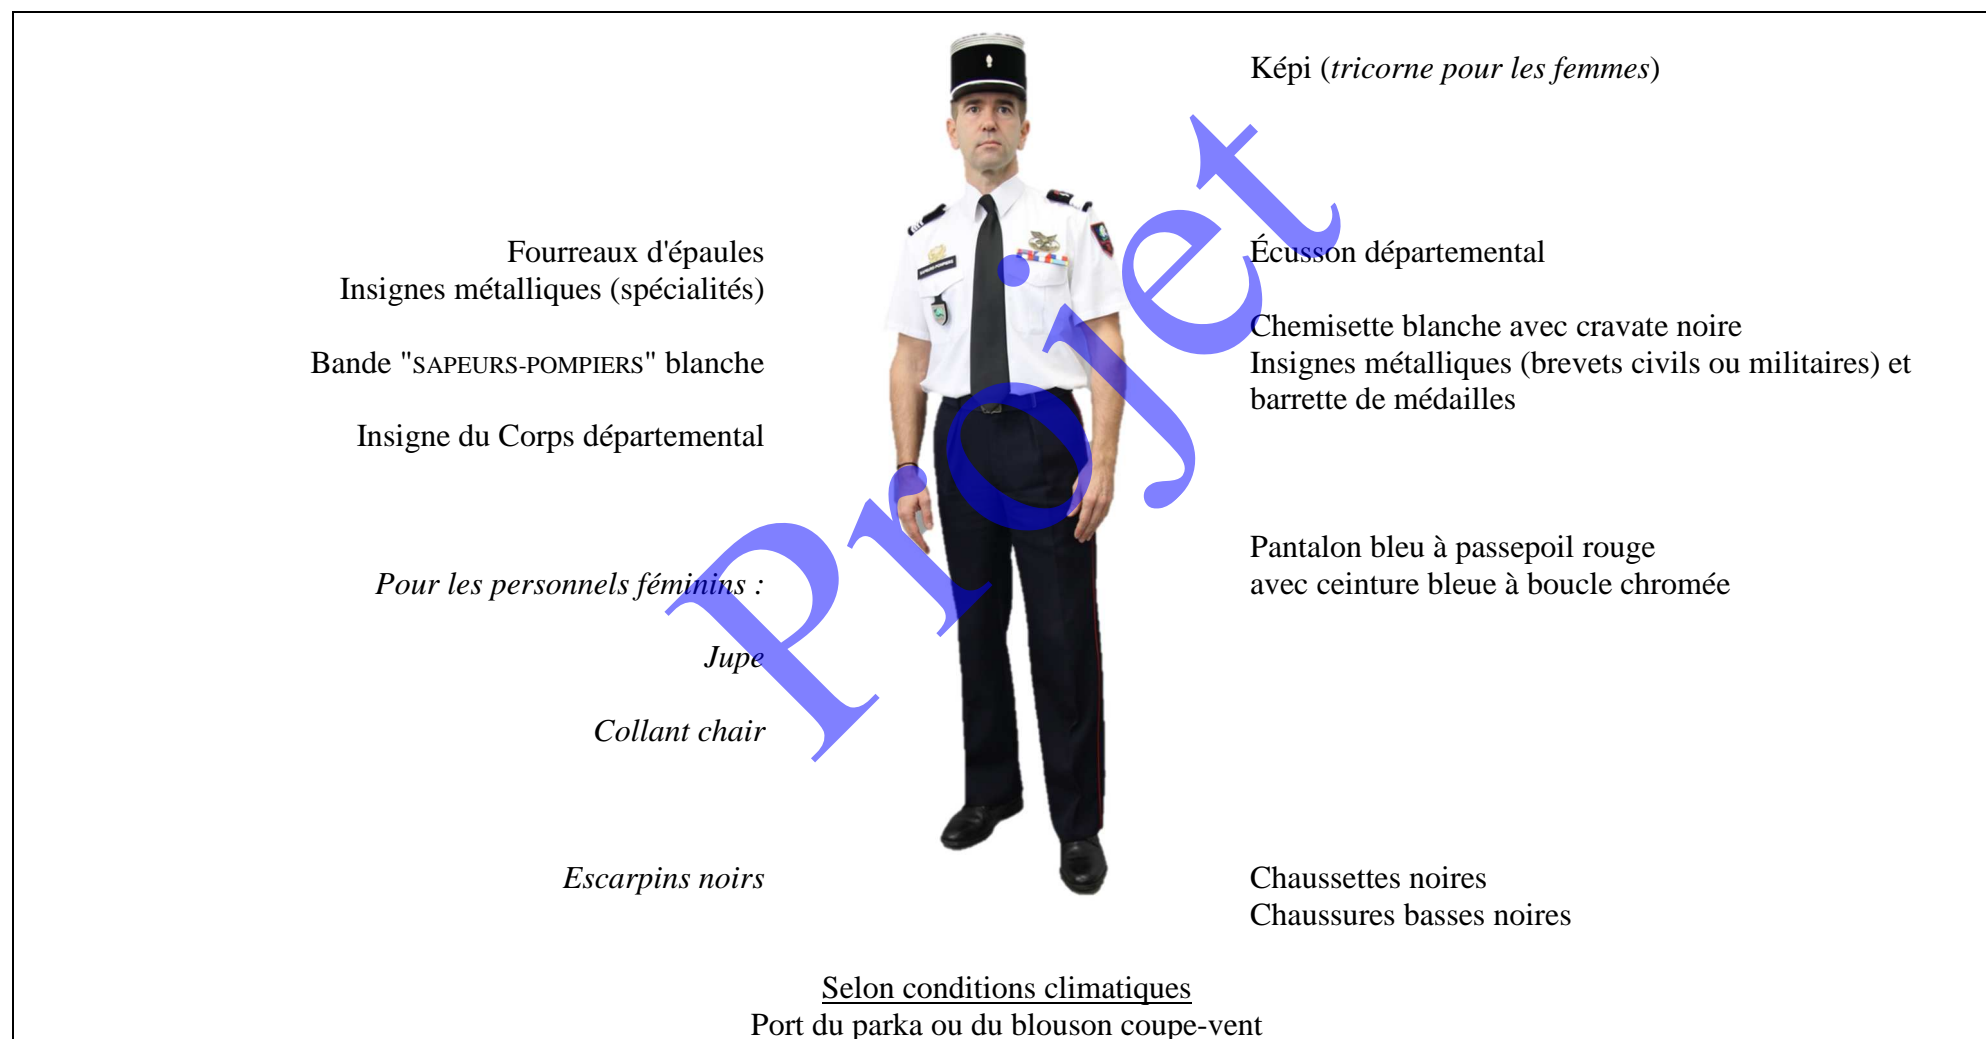 Képi (tricorne pour les femmes)
Fourreaux d'épaules
Insignes métalliques (spécialités)
Bande "SAPEURS-POMPIERS" blanche
Insigne du Corps départemental
Pour les personnels féminins :
Jupe
Collant chair
Escarpins noirs
Écusson départemental
Chemisette blanche avec cravate noire
Insignes métalliques (brevets civils ou militaires) et
barrette de médailles
Pantalon bleu à passepoil rouge
avec ceinture bleue à boucle chromée
Chaussettes noires
Chaussures basses noires
Selon conditions climatiques
Port du parka ou du blouson coupe-vent
Projet